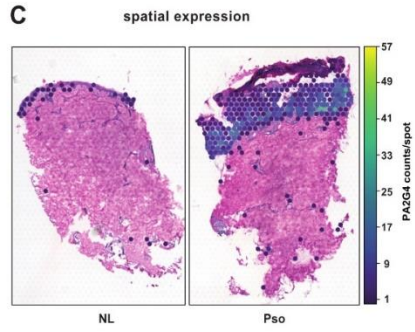 C
spatial expression
57
49
41
33
25
17
9
1
PA2G4 counts/spot
NL
Pso